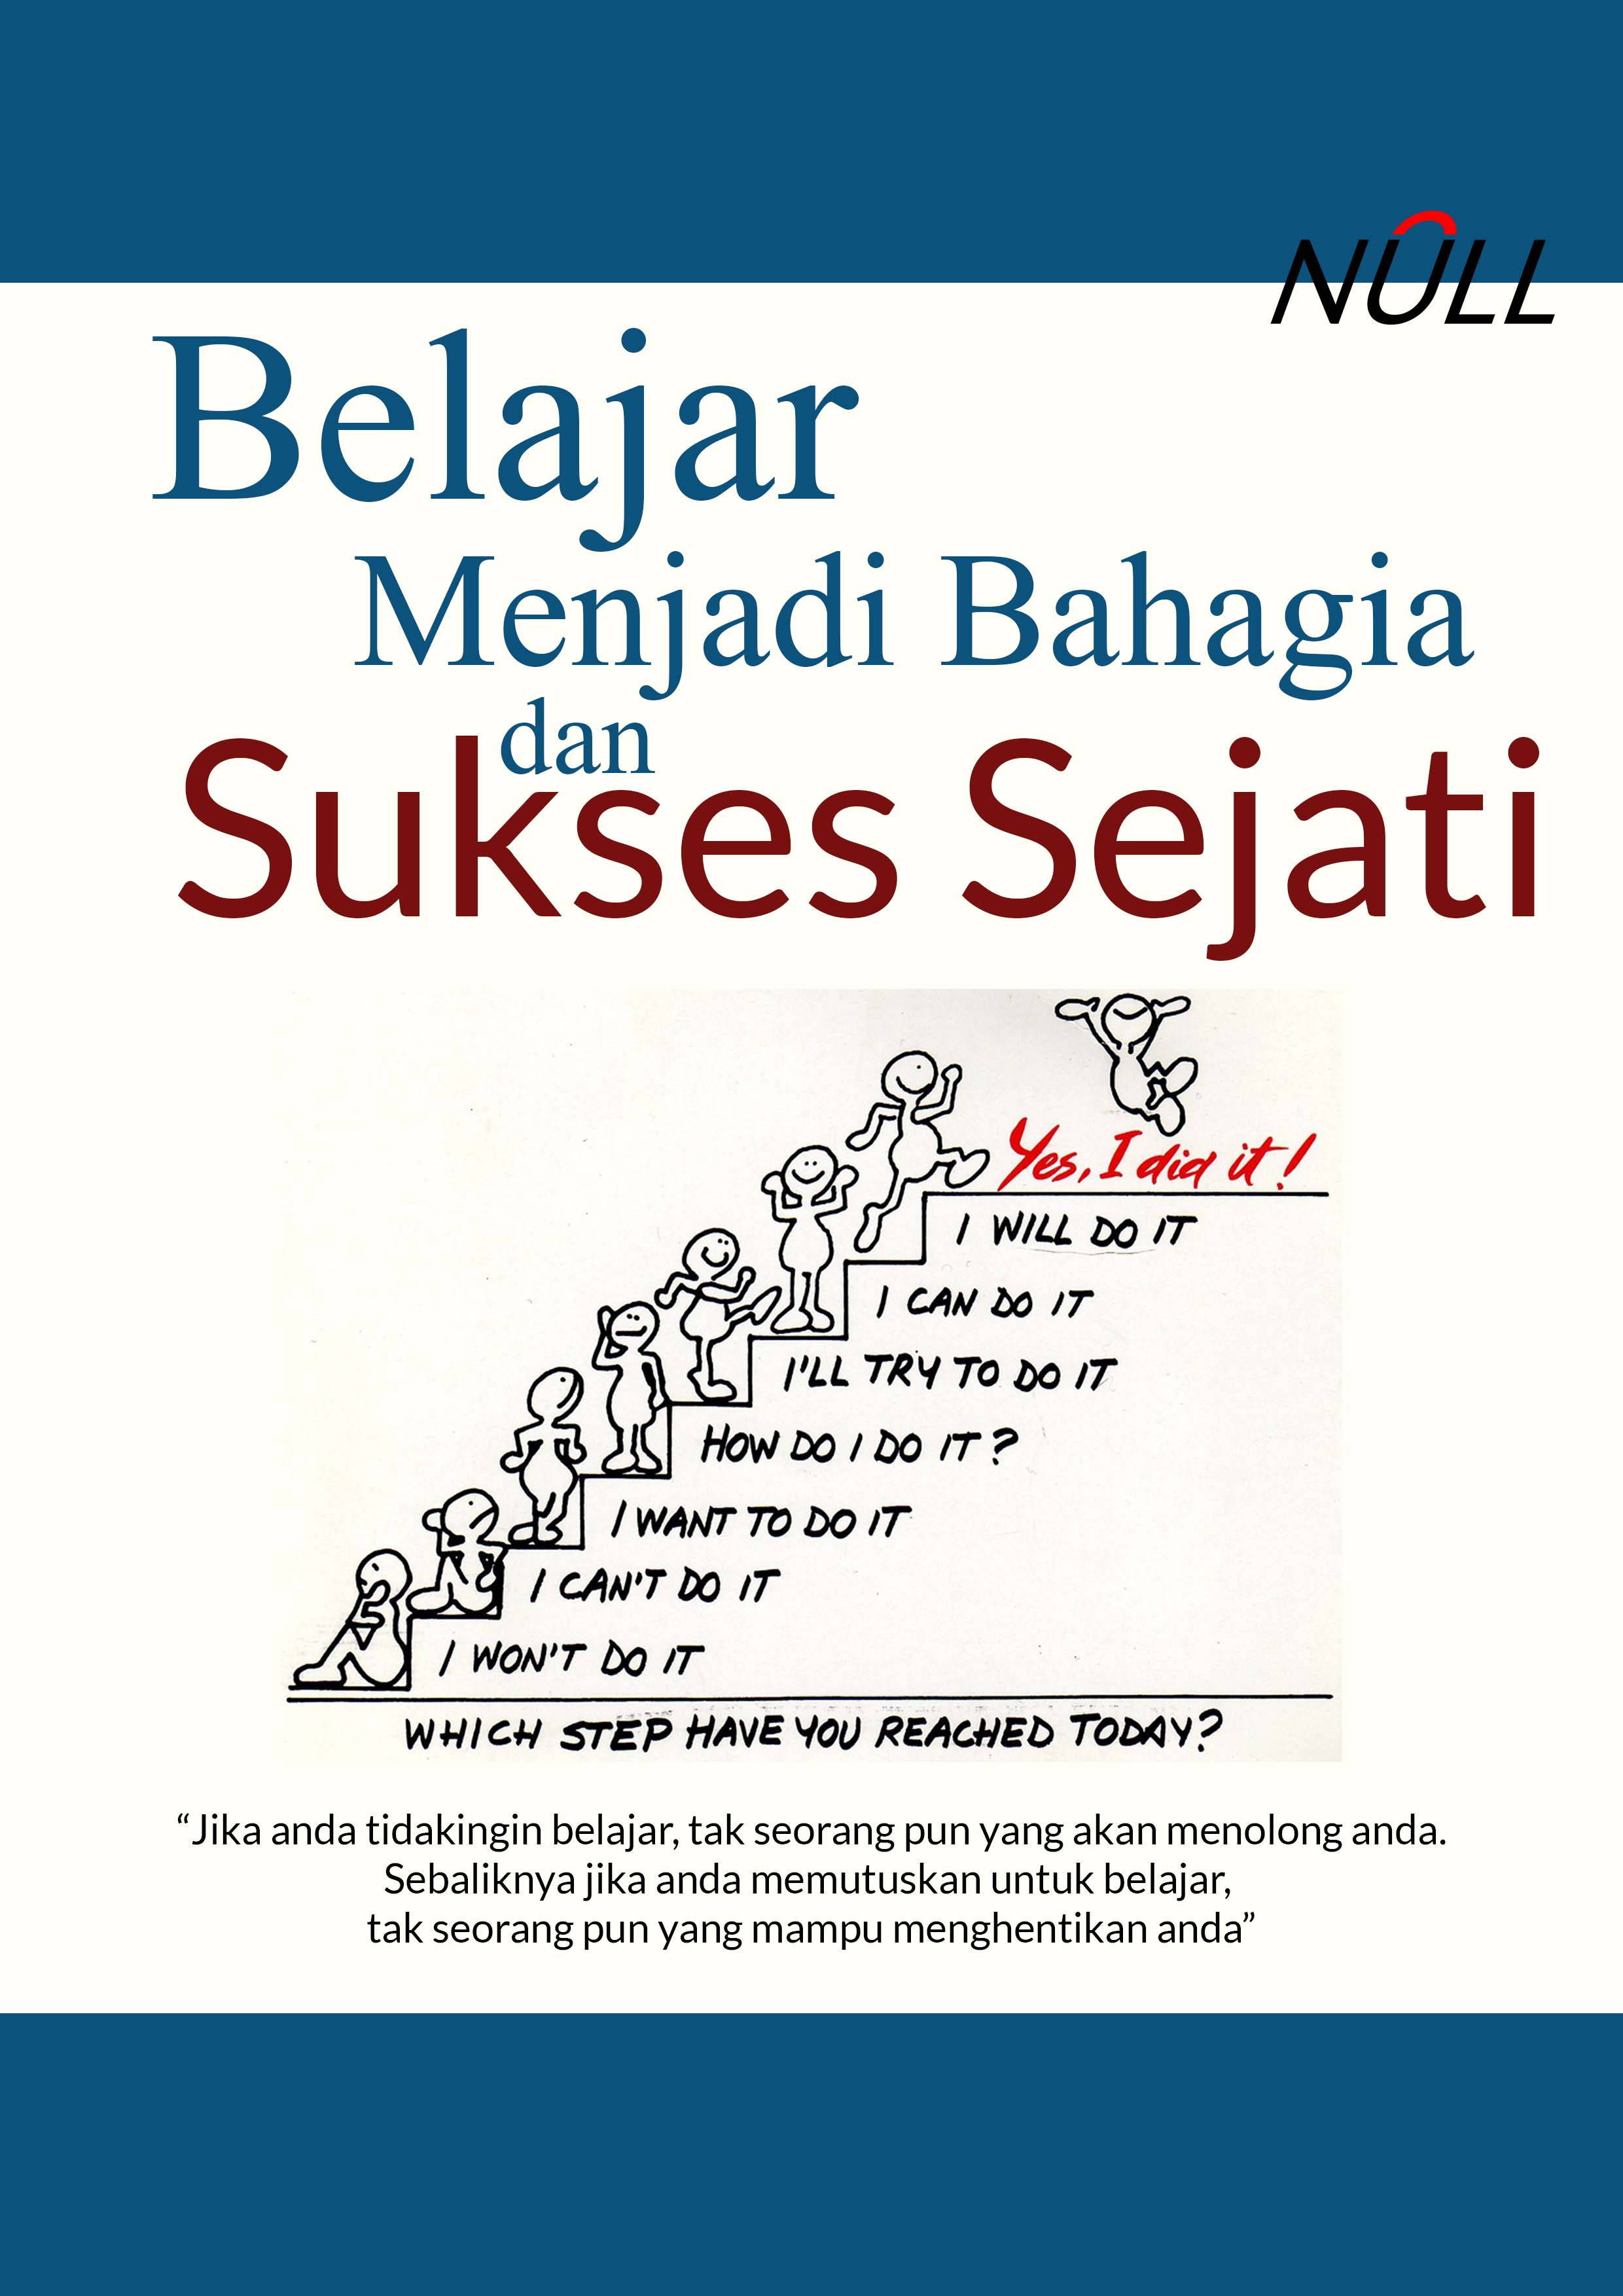 NULL
Belajar
Menjadi Bahagia
dan
Sukses Sejati
Yes, I did it!
I WILL DO IT
I CAN DO IT
I'LL TRY TO DO IT
HOW DO I DO IT?
I WANT TO DO IT
I CAN'T DO IT
I WON'T DO IT
WHICH STEP HAVE YOU REACHED TODAY?
“Jika anda tidakingin belajar, tak seorang pun yang akan menolong anda.
Sebaliknya jika anda memutuskan untuk belajar,
tak seorang pun yang mampu menghentikan anda”